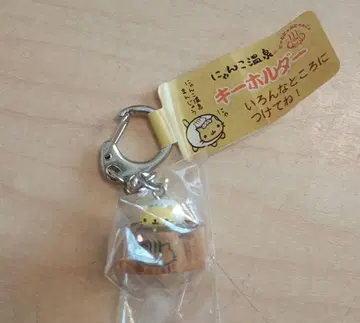 にゃんこ温泉
キーホルダー
いろんなところに
つけてね!